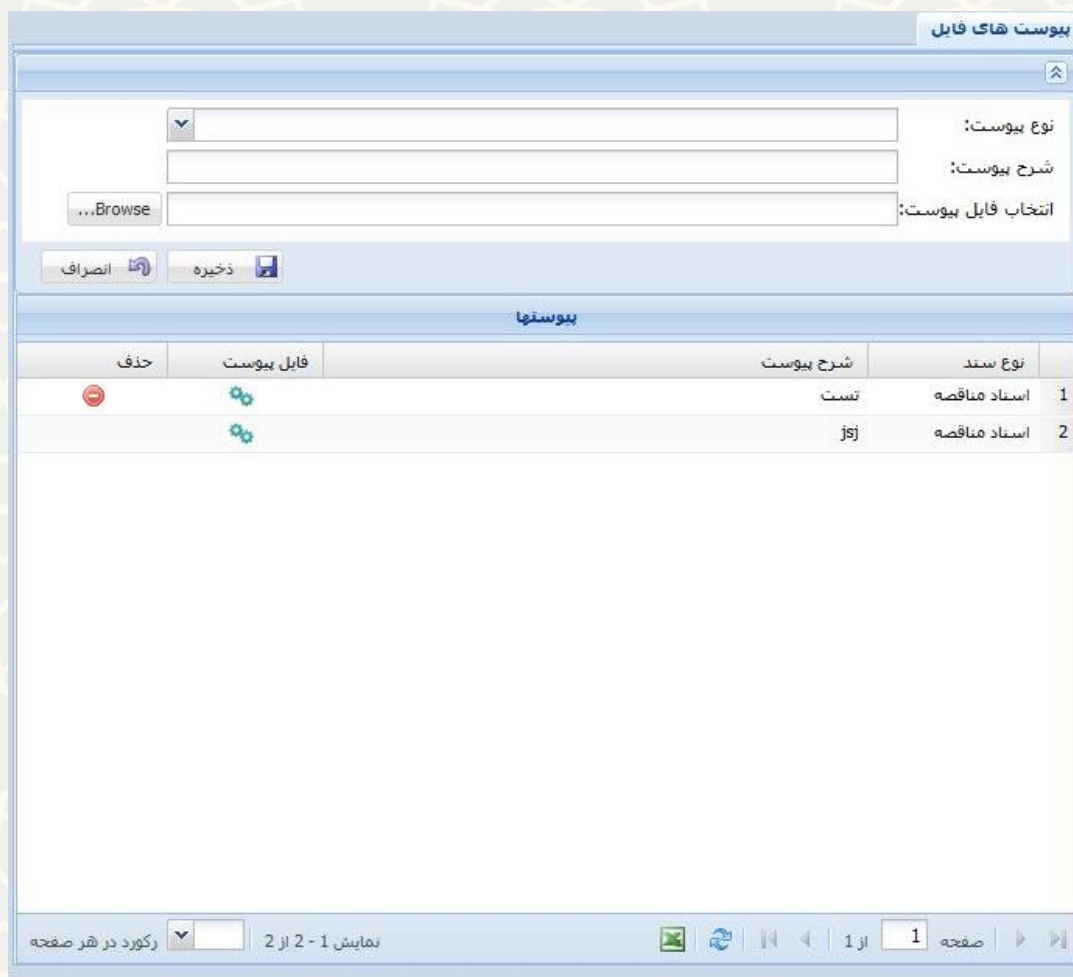 پیوست های فایل
نوع پیوست:
شرح پیوست:
انتخاب فایل پیوست: Browse...
ذخیره انصراف
پیوستها
نوع سند شرح پیوست فایل پیوست حذف
1 اسناد مناقصه تست
2 اسناد مناقصه jsj
صفحه 1 از 1 نمایش 1 - 2 از 2 رکورد در هر صفحه